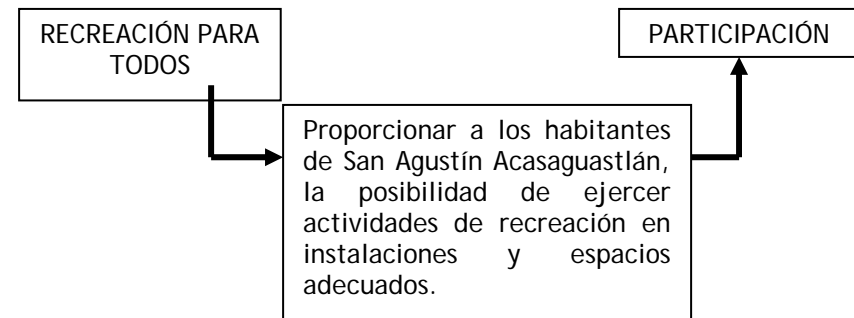 RECREACIÓN PARA
TODOS
PARTICIPACIÓN
Proporcionar a los habitantes
de San Agustín Acasaguastlán,
la posibilidad de ejercer
actividades de recreación en
instalaciones y espacios
adecuados.